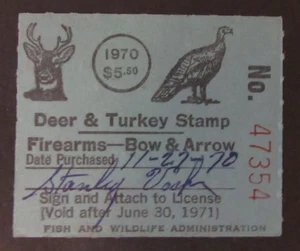 1970
$5.50
No. 47354
Deer & Turkey Stamp
Firearms—Bow & Arrow
Date Purchased 11-27-70
Stanley
Sign and Attach to License
(Void after June 30, 1971)
FISH AND WILDLIFE ADMINISTRATION